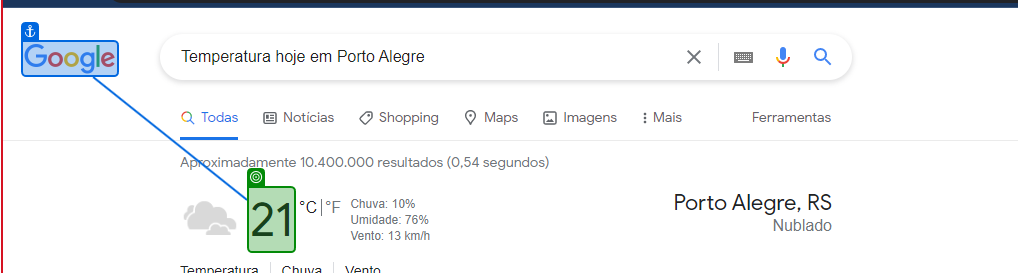 Google
Temperatura hoje em Porto Alegre
Todas Notícias Shopping Maps Imagens Mais Ferramentas
Aproximadamente 10.400.000 resultados (0,54 segundos)
21 °C | °F
Chuva: 10%
Umidade: 76%
Vento: 13 km/h
Porto Alegre, RS
Nublado
Temperatura Chuva Vento